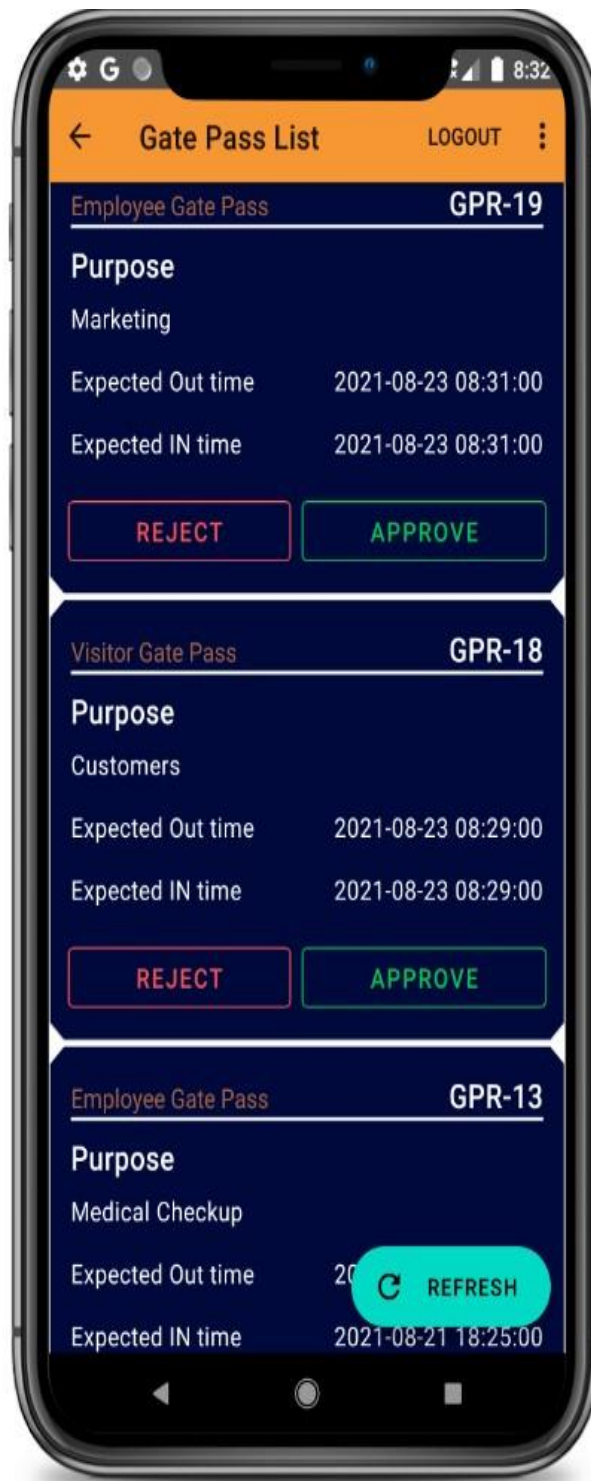 G 8:32
Gate Pass List LOGOUT
Employee Gate Pass GPR-19
Purpose
Marketing
Expected Out time 2021-08-23 08:31:00
Expected IN time 2021-08-23 08:31:00
REJECT APPROVE
Visitor Gate Pass GPR-18
Purpose
Customers
Expected Out time 2021-08-23 08:29:00
Expected IN time 2021-08-23 08:29:00
REJECT APPROVE
Employee Gate Pass GPR-13
Purpose
Medical Checkup
Expected Out time
REFRESH
Expected IN time 2021-08-21 18:25:00